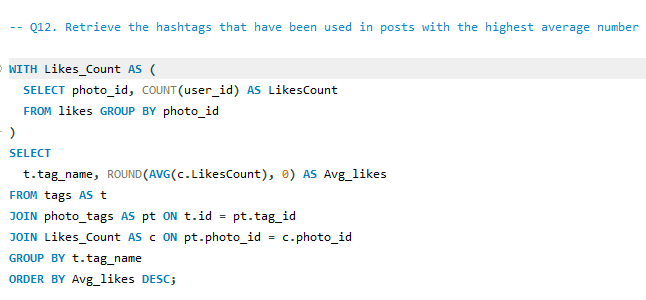 -- Q12. Retrieve the hashtags that have been used in posts with the highest average number
WITH Likes_Count AS (
SELECT photo_id, COUNT(user_id) AS LikesCount
FROM likes GROUP BY photo_id
)
SELECT
t.tag_name, ROUND(AVG(c.LikesCount), 0) AS Avg_likes
FROM tags AS t
JOIN photo_tags AS pt ON t.id = pt.tag_id
JOIN Likes_Count AS c ON pt.photo_id = c.photo_id
GROUP BY t.tag_name
ORDER BY Avg_likes DESC;